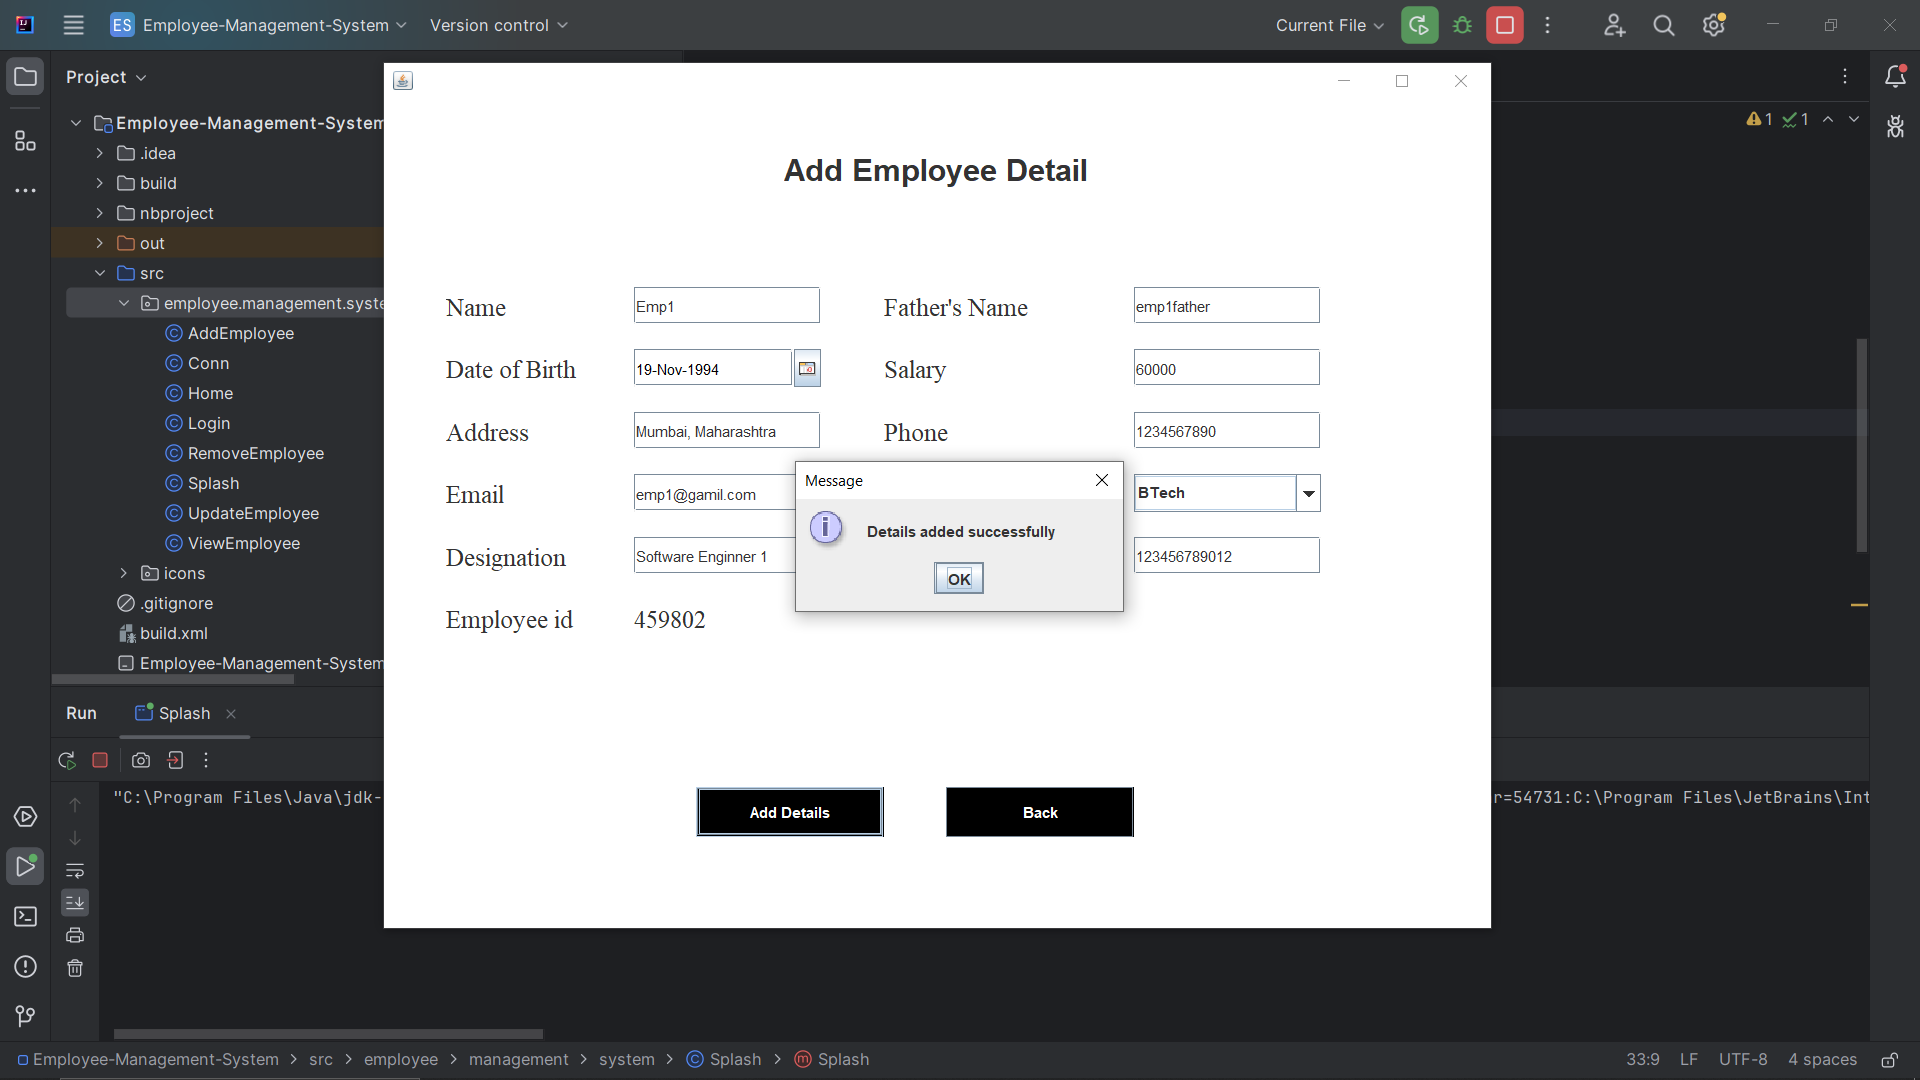 ES Employee-Management-System Version control Current File
Project
Employee-Management-System
.idea
build
nbproject
out
src
employee.management.syste
AddEmployee
Conn
Home
Login
RemoveEmployee
Splash
UpdateEmployee
ViewEmployee
icons
.gitignore
build.xml
Employee-Management-System
1 1
Add Employee Detail
Name Emp1 Father's Name emp1father
Date of Birth 19-Nov-1994 Salary 60000
Address Mumbai, Maharashtra Phone 1234567890
Email emp1@gamil.com BTech
Designation Software Enginner 1 123456789012
Employee id 459802
Message
Details added successfully
OK
Add Details Back
Run Splash
"C:\Program Files\Java\jdk- r=54731:C:\Program Files\JetBrains\Int
Employee-Management-System > src > employee > management > system > Splash > Splash 33:9 LF UTF-8 4 spaces